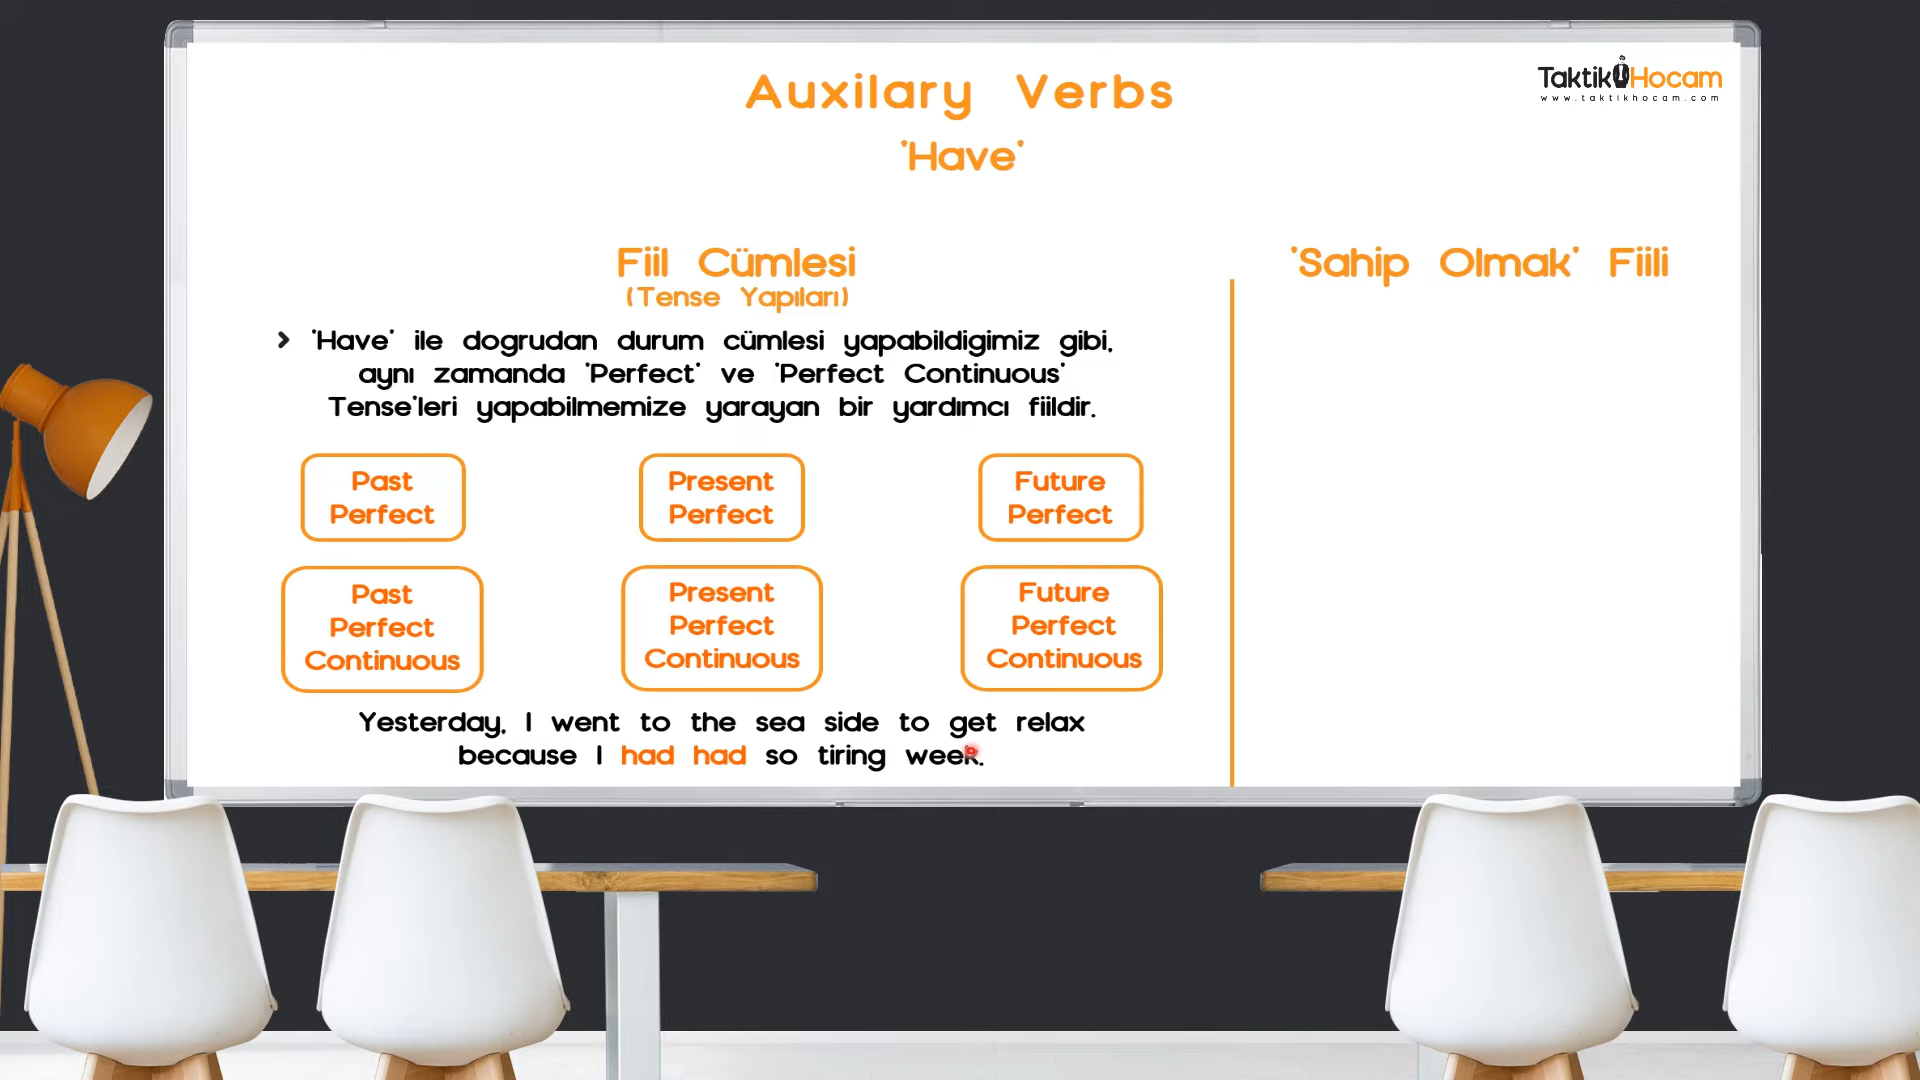 Auxilary Verbs
'Have'
TaktikHocam
www.taktikhocam.com
Fiil Cümlesi
(Tense Yapıları)
'Have' ile dogrudan durum cümlesi yapabildigimiz gibi,
aynı zamanda 'Perfect' ve 'Perfect Continuous'
Tense'leri yapabilmemize yarayan bir yardımcı fiildir.
Past
Perfect
Present
Perfect
Future
Perfect
Past
Perfect
Continuous
Present
Perfect
Continuous
Future
Perfect
Continuous
Yesterday, I went to the sea side to get relax
because I had had so tiring week.
'Sahip Olmak' Fiili